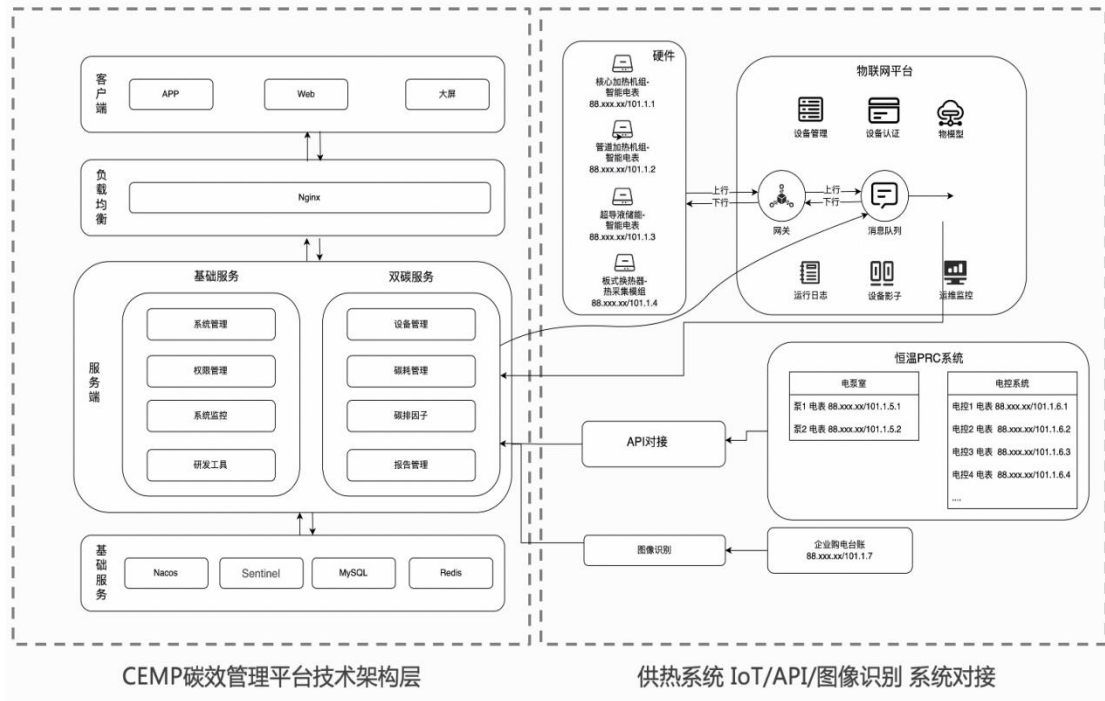 客户端
APP
Web
大屏
负载均衡
Nginx
服务端
基础服务
系统管理
权限管理
系统监控
研发工具
双碳服务
设备管理
碳耗管理
碳排因子
报告管理
基础服务
Nacos
Sentinel
MySQL
Redis
CEMP碳效管理平台技术架构层
硬件
核心加热机组-
智能电表
88.xxx.xx/101.1.1
管道加热机组-
智能电表
88.xxx.xx/101.1.2
超导液储能-
智能电表
88.xxx.xx/101.1.3
板式换热器-
热采集模组
88.xxx.xx/101.1.4
上行
下行
物联网平台
设备管理
设备认证
物模型
网关
上行
下行
消息队列
运行日志
设备影子
运维监控
恒温PRC系统
电泵室
泵1 电表 88.xxx.xx/101.1.5.1
泵2 电表 88.xxx.xx/101.1.5.2
电控系统
电控1 电表 88.xxx.xx/101.1.6.1
电控2 电表 88.xxx.xx/101.1.6.2
电控3 电表 88.xxx.xx/101.1.6.3
电控4 电表 88.xxx.xx/101.1.6.4
....
API对接
图像识别
企业购电台账
88.xxx.xx/101.1.7
供热系统 IoT/API/图像识别 系统对接